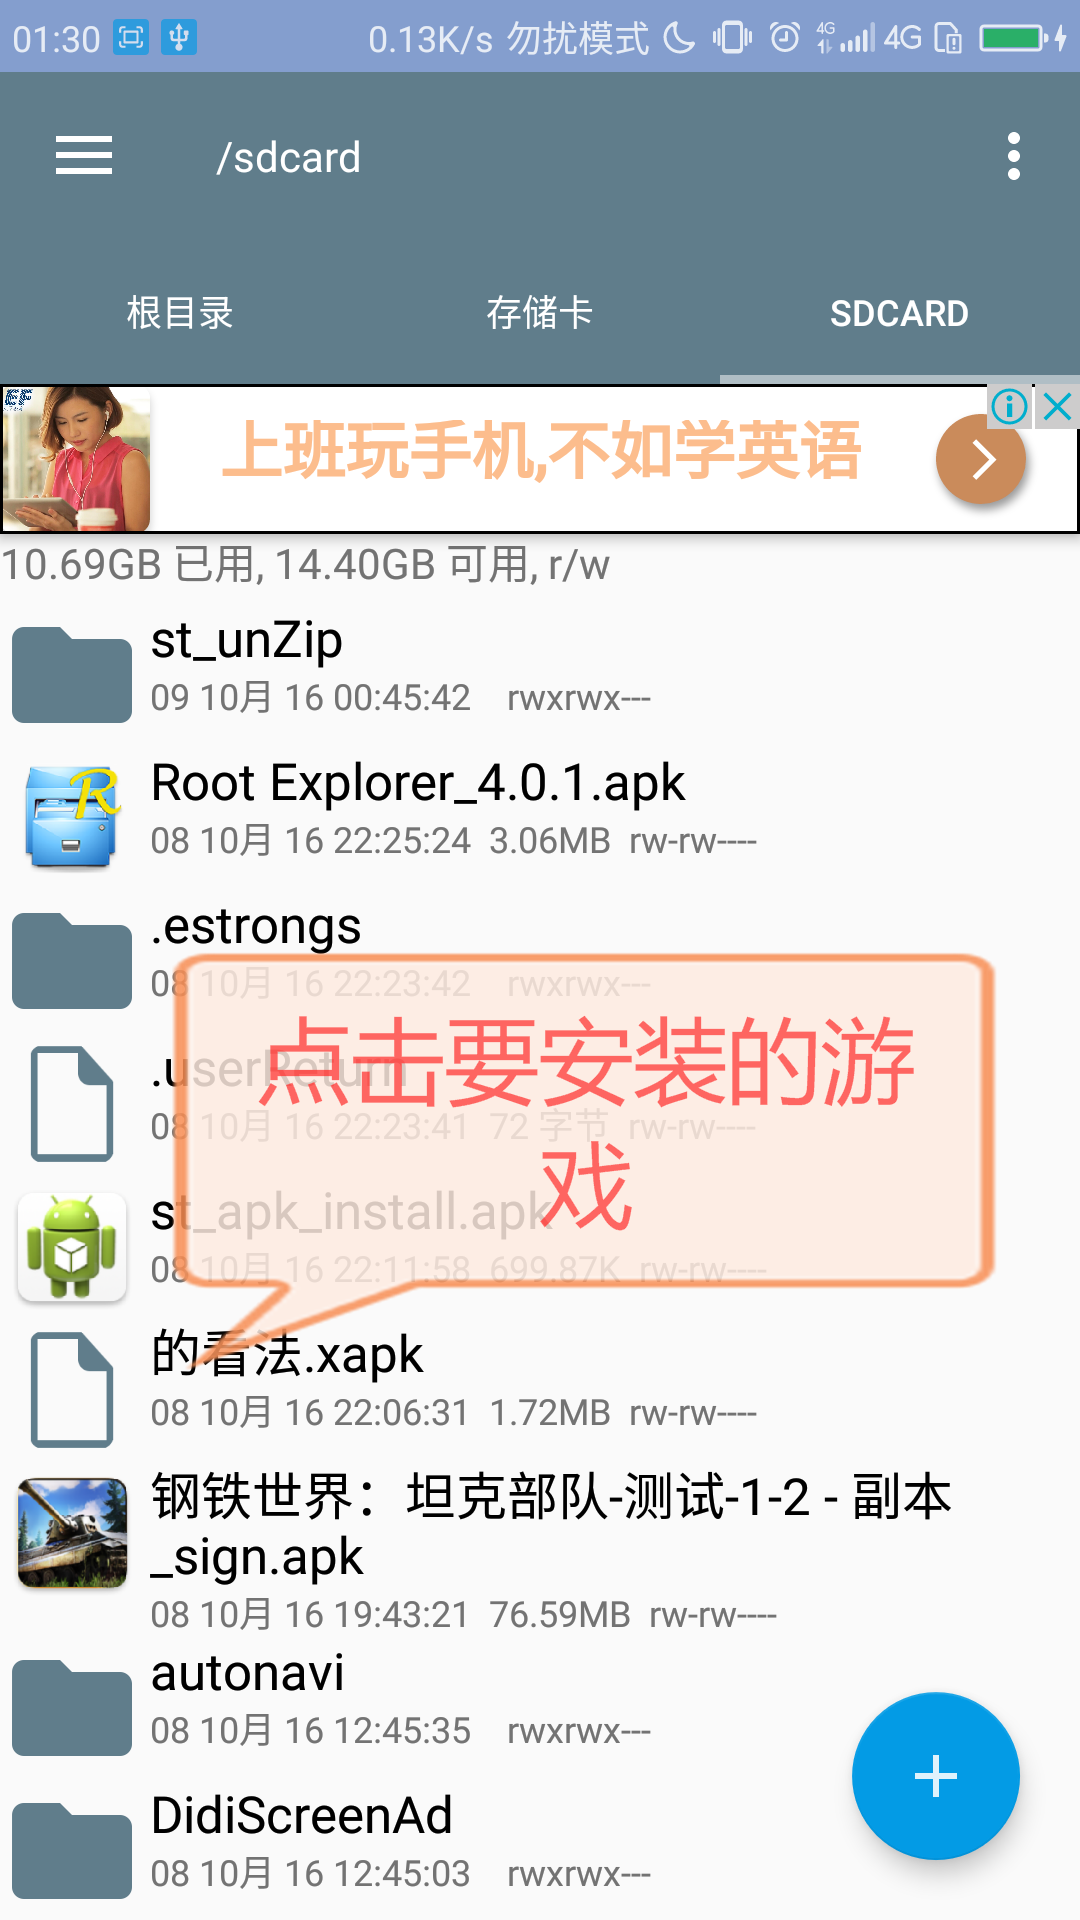 01:30
0.13K/s 勿扰模式 4G 4G
/sdcard
根目录 存储卡 SDCARD
上班玩手机,不如学英语
10.69GB 已用, 14.40GB 可用, r/w
st_unZip
09 10月 16 00:45:42 rwxrwx---
Root Explorer_4.0.1.apk
08 10月 16 22:25:24 3.06MB rw-rw----
.estrongs
08 10月 16 22:23:42 rwxrwx---
.userReturn
08 10月 16 22:23:41 72 字节 rw-rw----
点击要安装的游
戏
st_apk_install.apk
08 10月 16 22:11:58 699.87K rw-rw----
的看法.xapk
08 10月 16 22:06:31 1.72MB rw-rw----
钢铁世界：坦克部队-测试-1-2 - 副本
_sign.apk
08 10月 16 19:43:21 76.59MB rw-rw----
autonavi
08 10月 16 12:45:35 rwxrwx---
DidiScreenAd
08 10月 16 12:45:03 rwxrwx---